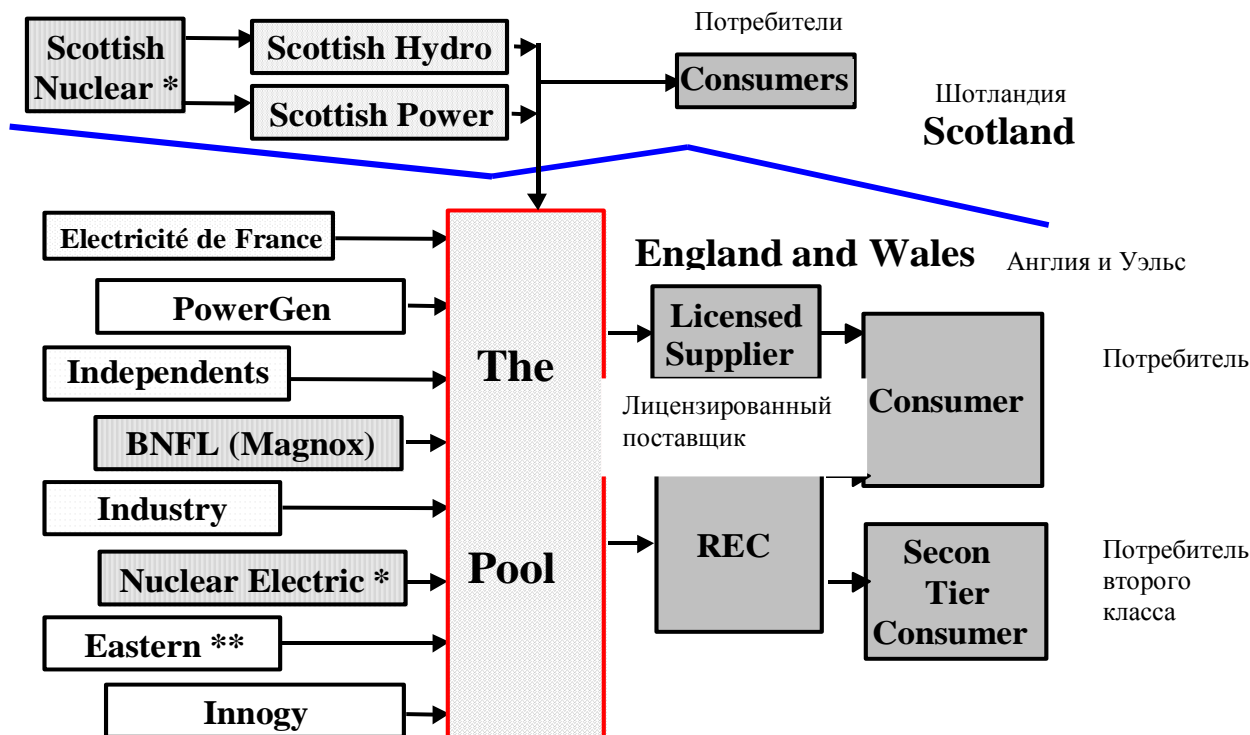 Потребители
Scottish
Nuclear *
Scottish Hydro
Consumers
Scottish Power
Шотландия
Scotland
Electricité de France
England and Wales
Англия и Уэльс
PowerGen
Licensed
Supplier
Independents
The
Pool
Потребитель
Consumer
Лицензированный
поставщик
BNFL (Magnox)
Industry
REC
Nuclear Electric *
Secon
Tier
Consumer
Потребитель
второго
класса
Eastern **
Innogy